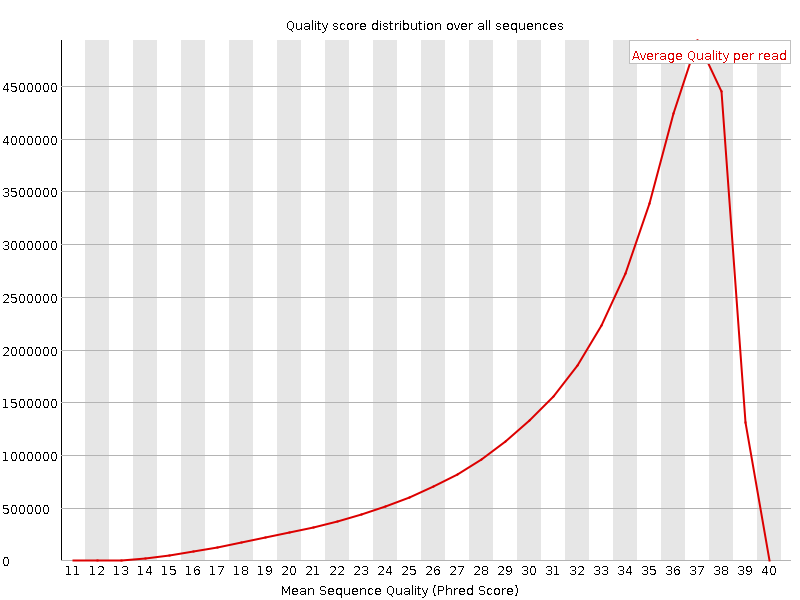 Quality score distribution over all sequences
Average Quality per read
4500000
4000000
3500000
3000000
2500000
2000000
1500000
1000000
500000
0
11 12 13 14 15 16 17 18 19 20 21 22 23 24 25 26 27 28 29 30 31 32 33 34 35 36 37 38 39 40
Mean Sequence Quality (Phred Score)